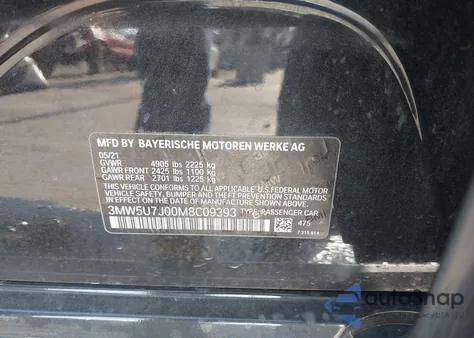 MFD BY BAYERISCHE MOTOREN WERKE AG
05/21
GVWR 4905 lbs 2225 kg
GAWR FRONT 2425 lbs 1100 kg
GAWR REAR 2701 lbs 1225 kg
THIS VEHICLE CONFORMS TO ALL APPLICABLE U.S. FEDERAL MOTOR
VEHICLE SAFETY, BUMPER, AND THEFT PREVENTION STANDARDS
IN EFFECT ON THE DATE OF MANUFACTURE SHOWN ABOVE.
3MW5U7J00M8C09393 TYPE: PASSENGER CAR
475
autosnap